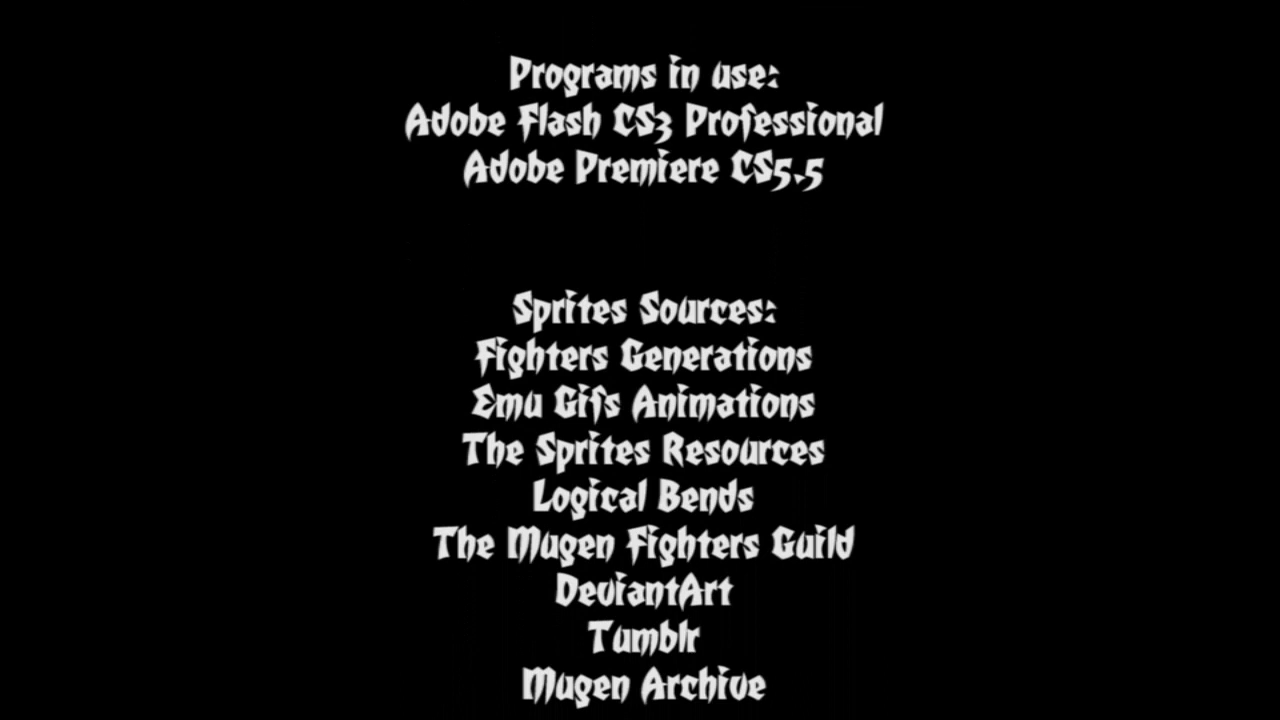 Programs in use:
Adobe Flash CS3 Professional
Adobe Premiere CS5.5
Sprites Sources:
Fighters Generations
Emu Gifs Animations
The Sprites Resources
Logical Bends
The Mugen Fighters Guild
DeviantArt
Tumblr
Mugen Archive